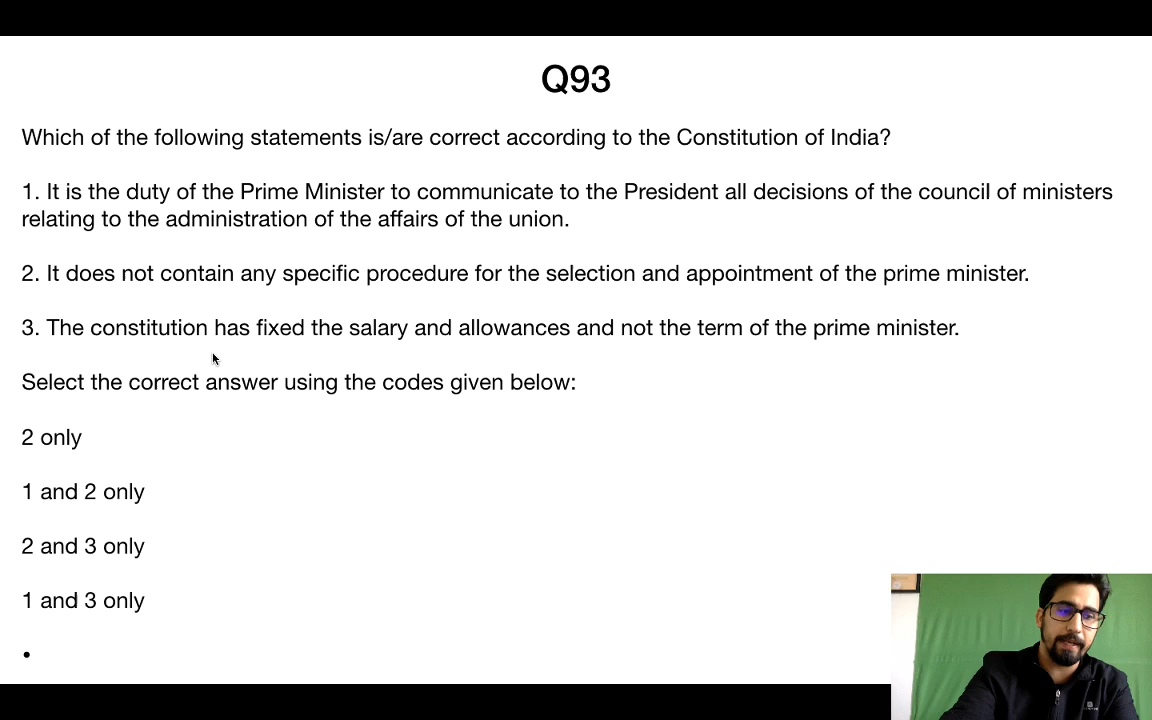 Q93
Which of the following statements is/are correct according to the Constitution of India?
1. It is the duty of the Prime Minister to communicate to the President all decisions of the council of ministers
relating to the administration of the affairs of the union.
2. It does not contain any specific procedure for the selection and appointment of the prime minister.
3. The constitution has fixed the salary and allowances and not the term of the prime minister.
Select the correct answer using the codes given below:
2 only
1 and 2 only
2 and 3 only
1 and 3 only
•